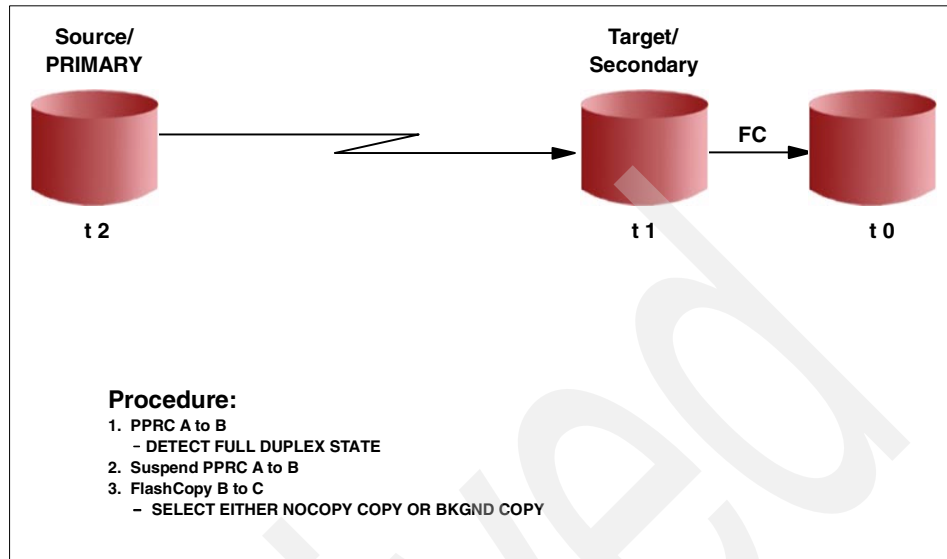 Source/
PRIMARY
Target/
Secondary
FC
t 2
t 1
t 0
Procedure:
1. PPRC A to B
– DETECT FULL DUPLEX STATE
2. Suspend PPRC A to B
3. FlashCopy B to C
– SELECT EITHER NOCOPY COPY OR BKGND COPY
ived